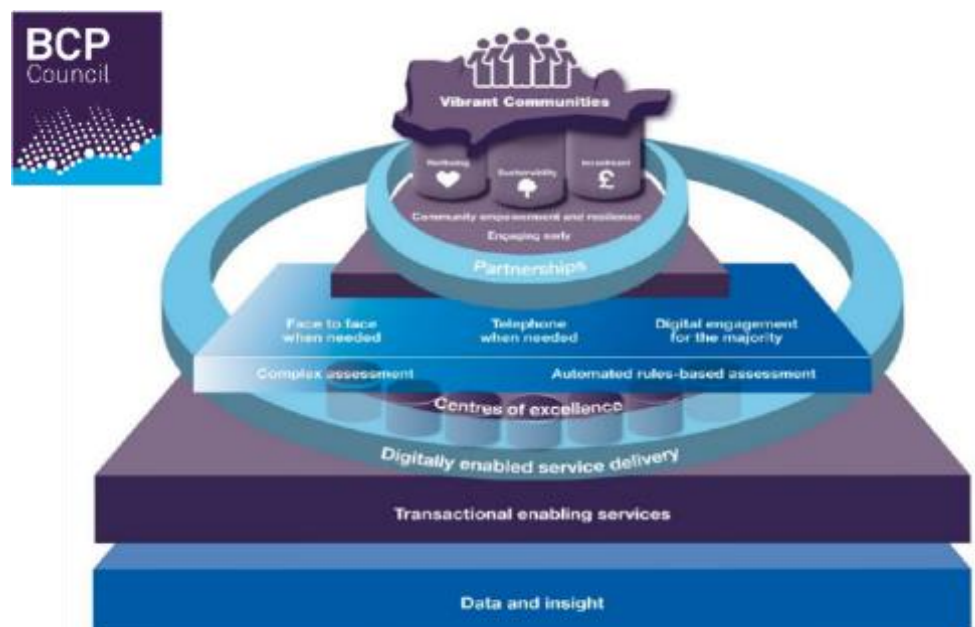 BCP
Council
Vibrant Communities
Wellbeing
Sustainability
Investment
£
Community empowerment and resilience
Engaging early
Partnerships
Face to face
when needed
Telephone
when needed
Digital engagement
for the majority
Complex assessment
Automated rules-based assessment
Centres of excellence
Digitally enabled service delivery
Transactional enabling services
Data and insight